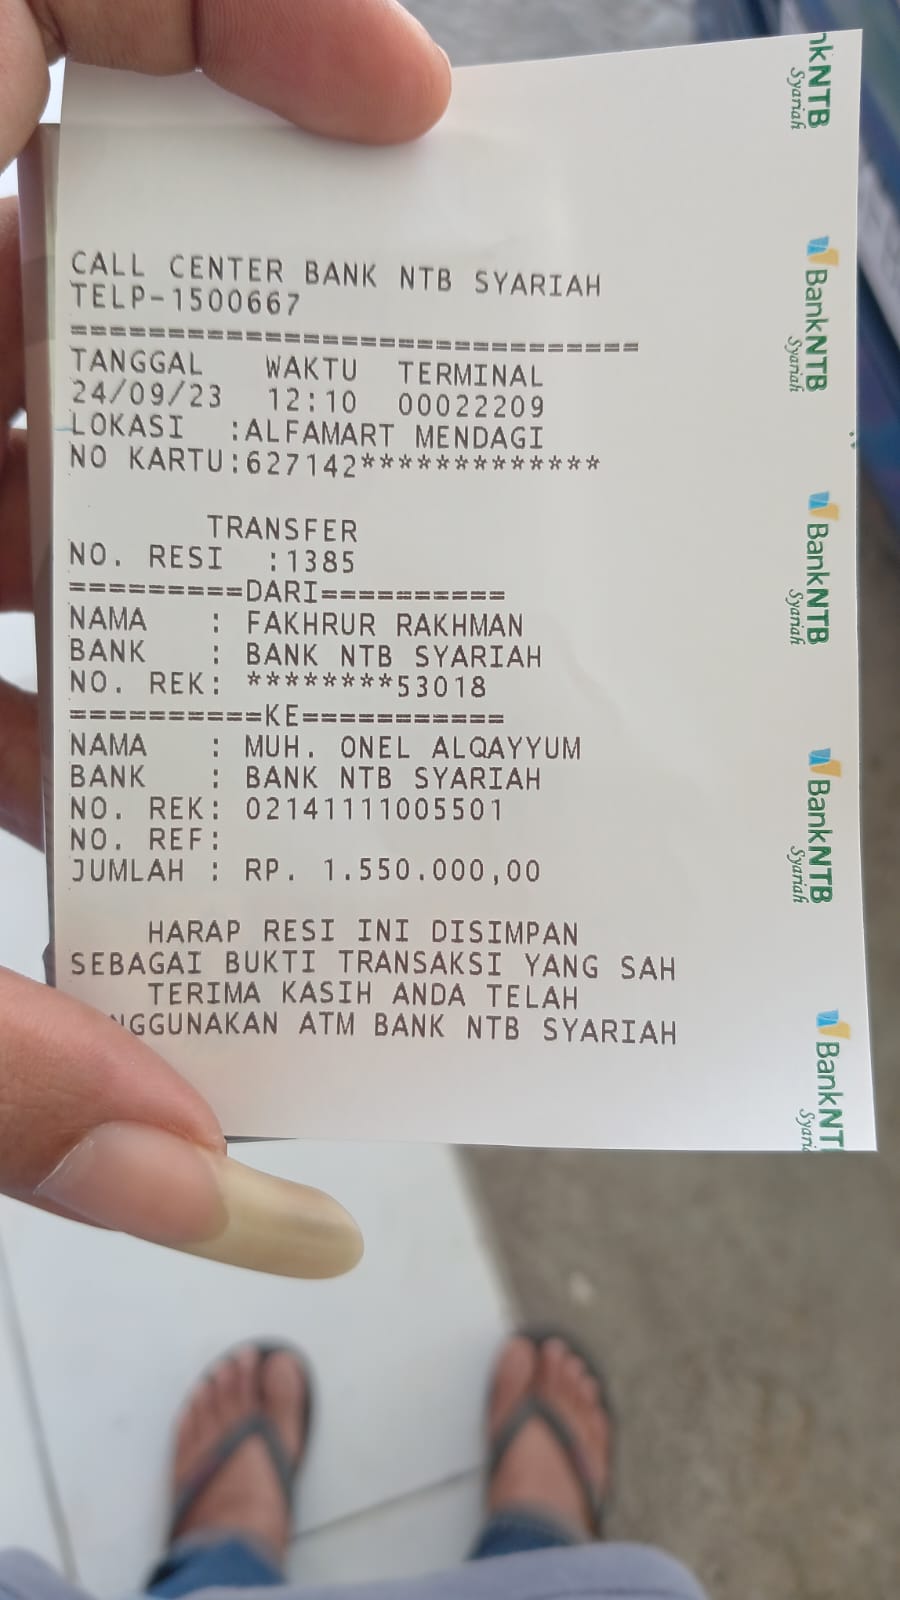 CALL CENTER BANK NTB SYARIAH
TELP-1500667
=============================
TANGGAL WAKTU TERMINAL
24/09/23 12:10 00022209
LOKASI :ALFAMART MENDAGI
NO KARTU:627142*************
TRANSFER
NO. RESI :1385
=========DARI==========
NAMA : FAKHRUR RAKHMAN
BANK : BANK NTB SYARIAH
NO. REK: ********53018
==========KE===========
NAMA : MUH. ONEL ALQAYYUM
BANK : BANK NTB SYARIAH
NO. REK: 02141111005501
NO. REF:
JUMLAH : RP. 1.550.000,00
HARAP RESI INI DISIMPAN
SEBAGAI BUKTI TRANSAKSI YANG SAH
TERIMA KASIH ANDA TELAH
NGGUNAKAN ATM BANK NTB SYARIAH
nkNTB
Syariah
BankNTB
Syariah
BankNTB
Syariah
BankNTB
Syariah
BankNT
Syaria